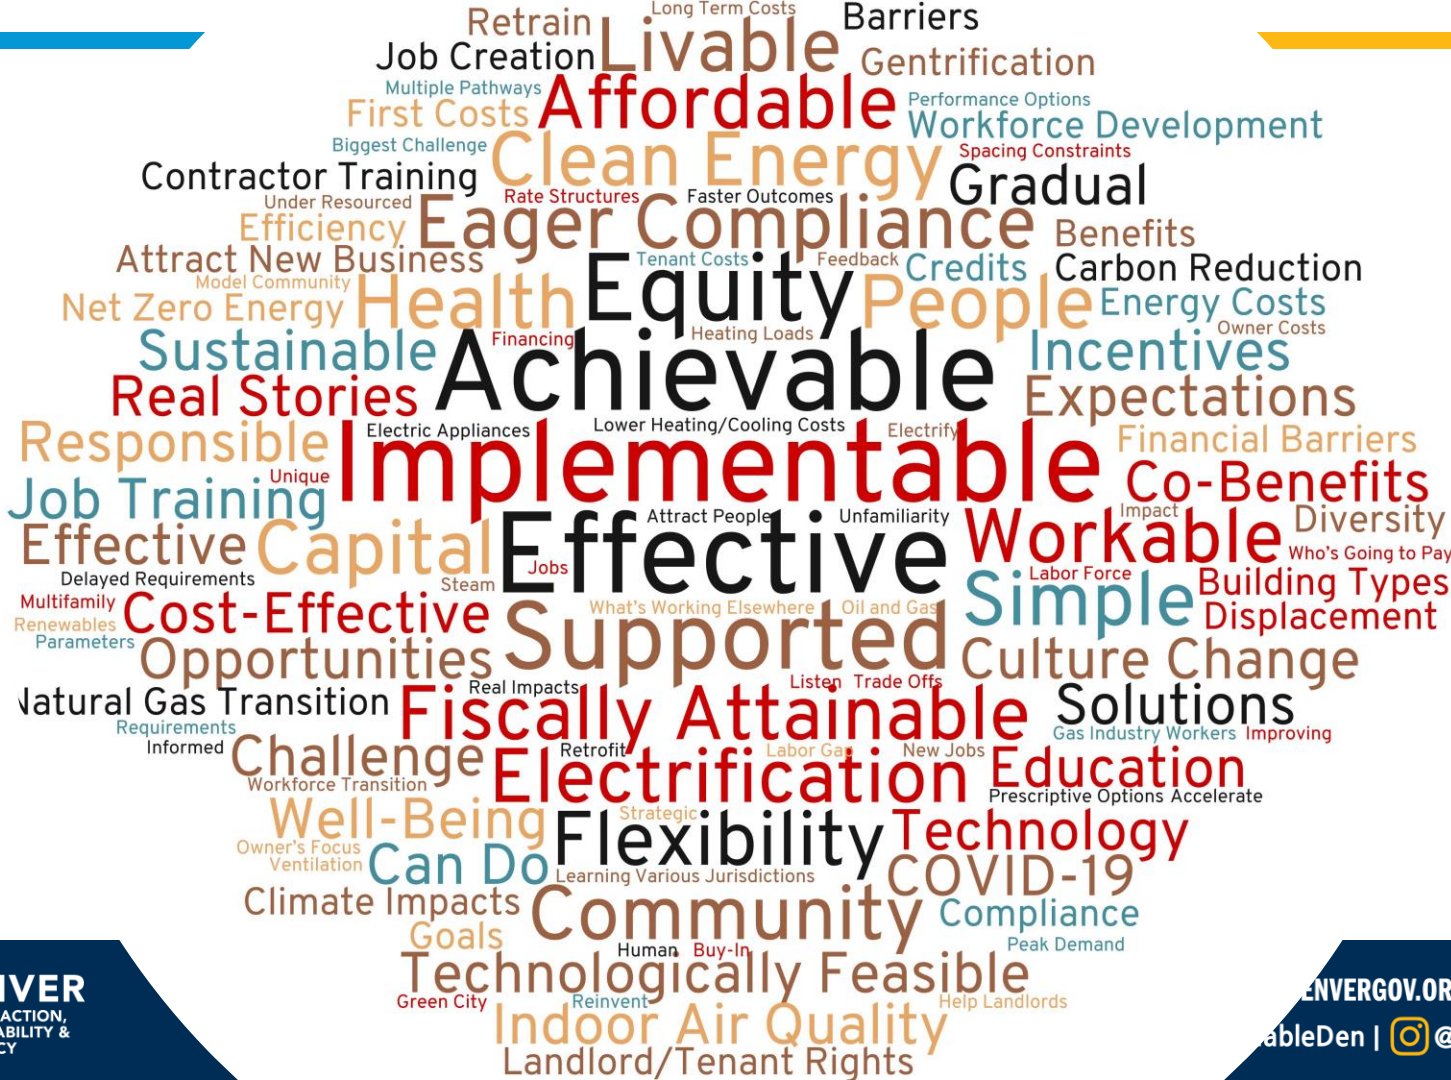 Long Term Costs
Retrain
Livable
Barriers
Job Creation
Gentrification
Multiple Pathways
Affordable
Performance Options
First Costs
Workforce Development
Biggest Challenge
Clean Energy
Spacing Constraints
Contractor Training
Gradual
Under Resourced
Rate Structures
Faster Outcomes
Efficiency
Eager Compliance
Benefits
Attract New Business
Tenant Costs
Feedback
Credits
Carbon Reduction
Model Community
Equity
Net Zero Energy
Health
People
Energy Costs
Owner Costs
Sustainable
Financing
Heating Loads
Incentives
Achievable
Real Stories
Expectations
Electric Appliances
Lower Heating/Cooling Costs
Electrify
Responsible
Implementable
Financial Barriers
Unique
Co-Benefits
Job Training
Attract People
Unfamiliarity
Impact
Diversity
Effective
Capital
Effective
Workable
Who's Going to Pay
Delayed Requirements
Steam
Jobs
Labor Force
Building Types
Multifamily
Cost-Effective
What's Working Elsewhere
Oil and Gas
Simple
Displacement
Renewables
Parameters
Supported
Opportunities
Culture Change
Real Impacts
Listen
Trade Offs
Natural Gas Transition
Fiscally Attainable
Solutions
Requirements
Gas Industry Workers
Improving
Informed
Challenge
Retrofit
Labor Gap
New Jobs
Electrification
Education
Workforce Transition
Prescriptive Options
Accelerate
Well-Being
Strategic
Flexibility
Technology
Owner's Focus
Ventilation
Can Do
Learning Various Jurisdictions
COVID-19
Climate Impacts
Community
Compliance
Goals
Human
Buy-In
Peak Demand
Technologically Feasible
Green City
Reinvent
Help Landlords
Indoor Air Quality
Landlord/Tenant Rights
IVER
ACTION,
ABILITY &
CY
ENVERGOV.OR
ableDen | @